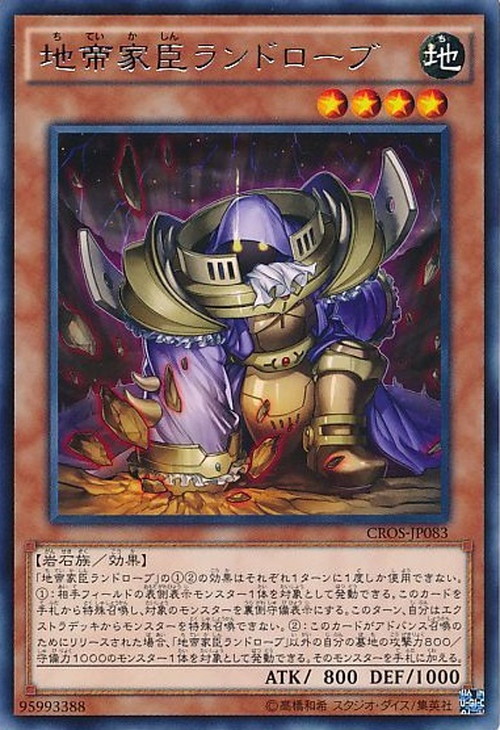 地帝家臣ランドローブ
地
CROS-JP083
【岩石族／効果】
「地帝家臣ランドローブ」の①②の効果はそれぞれ1ターンに1度しか使用できない。
①：相手フィールドの表側表示モンスター1体を対象として発動できる。このカードを
手札から特殊召喚し、対象のモンスターを裏側守備表示にする。このターン、自分はエク
ストラデッキからモンスターを特殊召喚できない。②：このカードがアドバンス召喚の
ためにリリースされた場合、「地帝家臣ランドローブ」以外の自分の墓地の攻撃力800／
守備力1000のモンスター1体を対象として発動できる。そのモンスターを手札に加える。
ATK/ 800 DEF/1000
95993388
©高橋和希 スタジオ・ダイス/集英社